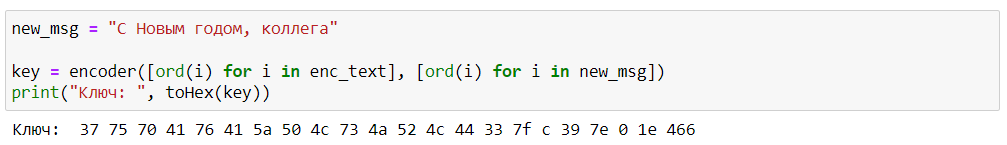 new_msg = "С Новым годом, коллега"
key = encoder([ord(i) for i in enc_text], [ord(i) for i in new_msg])
print("Ключ: ", toHex(key))
Ключ:  37 75 70 41 76 41 5a 50 4c 73 4a 52 4c 44 33 7f c 39 7e 0 1e 466